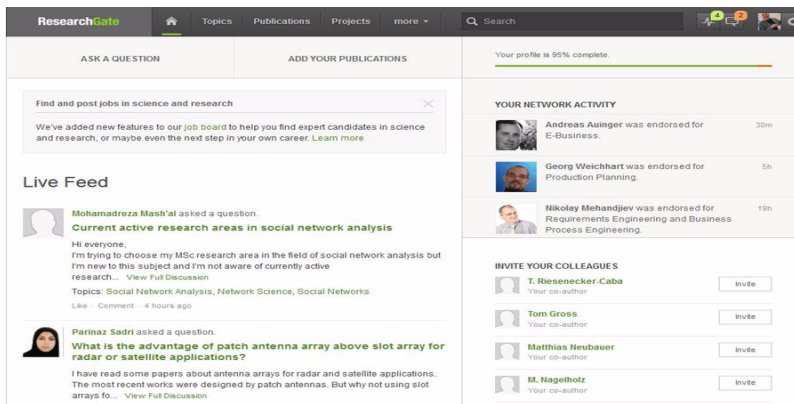 ResearchGate
Topics
Publications
Projects
more
Search
4
2
ASK A QUESTION
ADD YOUR PUBLICATIONS
Your profile is 95% complete.
Find and post jobs in science and research
We've added new features to our job board to help you find expert candidates in science
and research, or maybe even the next step in your own career. Learn more
Live Feed
Mohamadreza Mash'al asked a question.
Current active research areas in social network analysis
Hi everyone,
I'm trying to choose my MSc research area in the field of social network analysis but
I'm new to this subject and I'm not aware of currently active
research... View Full Discussion
Topics: Social Network Analysis, Network Science, Social Networks
Like · Comment · 4 hours ago
Parinaz Sadri asked a question.
What is the advantage of patch antenna array above slot array for
radar or satellite applications?
I have read some papers about antenna arrays for radar and satellite applications.
The most recent works were designed by patch antennas. But why not using slot
arrays fo... View Full Discussion
YOUR NETWORK ACTIVITY
Andreas Auinger was endorsed for
E-Business.
30m
Georg Weichhart was endorsed for
Production Planning.
5h
Nikolay Mehandjiev was endorsed for
Requirements Engineering and Business
Process Engineering.
19h
INVITE YOUR COLLEAGUES
T. Riesenecker-Caba
Your co-author
Invite
Tom Gross
Your co-author
Invite
Matthias Neubauer
Your co-author
Invite
M. Nagelholz
Your co-author
Invite